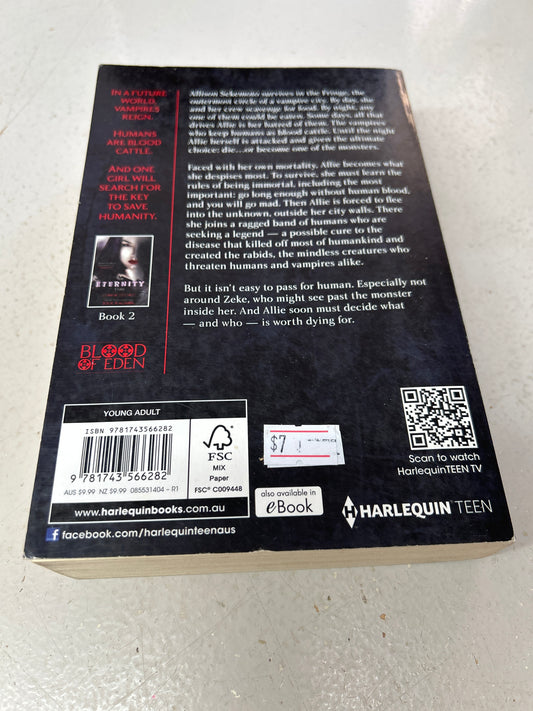 IN A FUTURE
WORLD,
VAMPIRES
REIGN.
HUMANS
ARE BLOOD
CATTLE.
AND ONE
GIRL WILL
SEARCH FOR
THE KEY
TO SAVE
HUMANITY.
ETERNITY
Book 2
BLOOD
OF EDEN
Allison Sekemoto survives in the Fringe, the
outermost circle of a vampire city. By day, she
and her crew scavenge for food. By night, any
one of them could be eaten. Some days, all that
drives Allie is her hatred of them. The vampires
who keep humans as blood cattle. Until the night
Allie herself is attacked and given the ultimate
choice: die...or become one of the monsters.
Faced with her own mortality, Allie becomes what
she despises most. To survive, she must learn the
rules of being immortal, including the most
important: go long enough without human blood,
and you will go mad. Then Allie is forced to flee
into the unknown, outside her city walls. There
she joins a ragged band of humans who are
seeking a legend — a possible cure to the
disease that killed off most of humankind and
created the rabids, the mindless creatures who
threaten humans and vampires alike.
But it isn't easy to pass for human. Especially not
around Zeke, who might see past the monster
inside her. And Allie soon must decide what
— and who — is worth dying for.
YOUNG ADULT
ISBN 9781743566282
9 781743 566282
AUS $9.99 NZ $9.99 085531404 - R1
www.harlequinbooks.com.au
facebook.com/harlequinteenaus
FSC
MIX
Paper
FSC® C009448
$7
also available in
eBook
Scan to watch
HarlequinTEEN TV
HARLEQUIN® TEEN